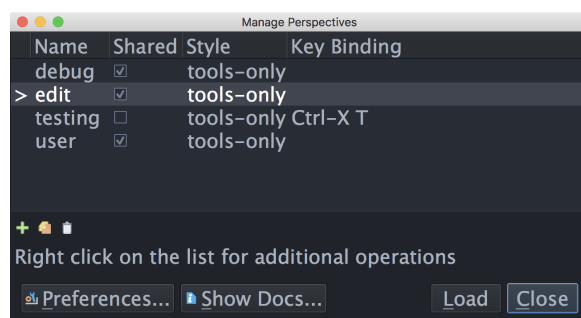 Manage Perspectives
Name Shared Style Key Binding
debug tools-only
> edit tools-only
testing tools-only Ctrl-X T
user tools-only
Right click on the list for additional operations
Preferences... Show Docs... Load Close